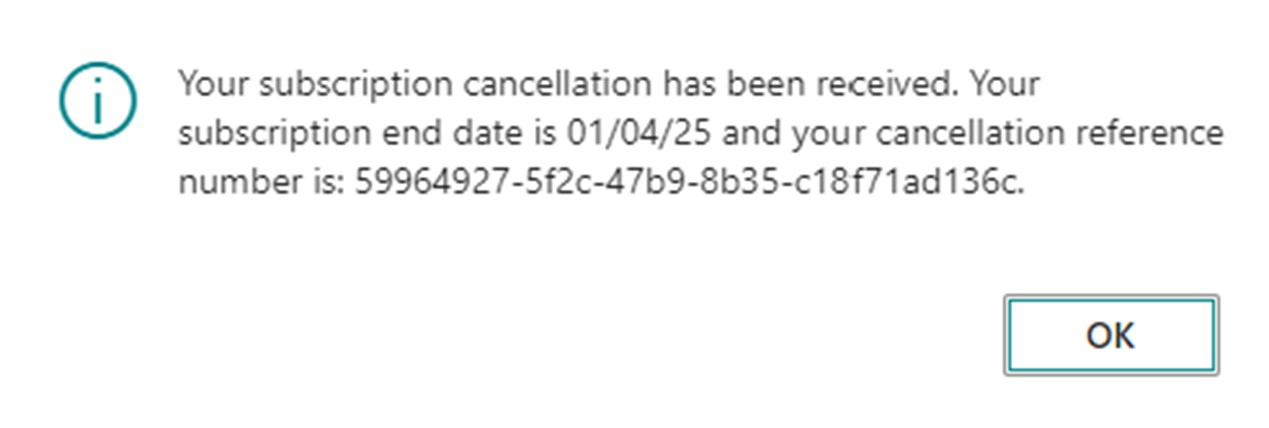 Your subscription cancellation has been received. Your
subscription end date is 01/04/25 and your cancellation reference
number is: 59964927-5f2c-47b9-8b35-c18f71ad136c.
OK